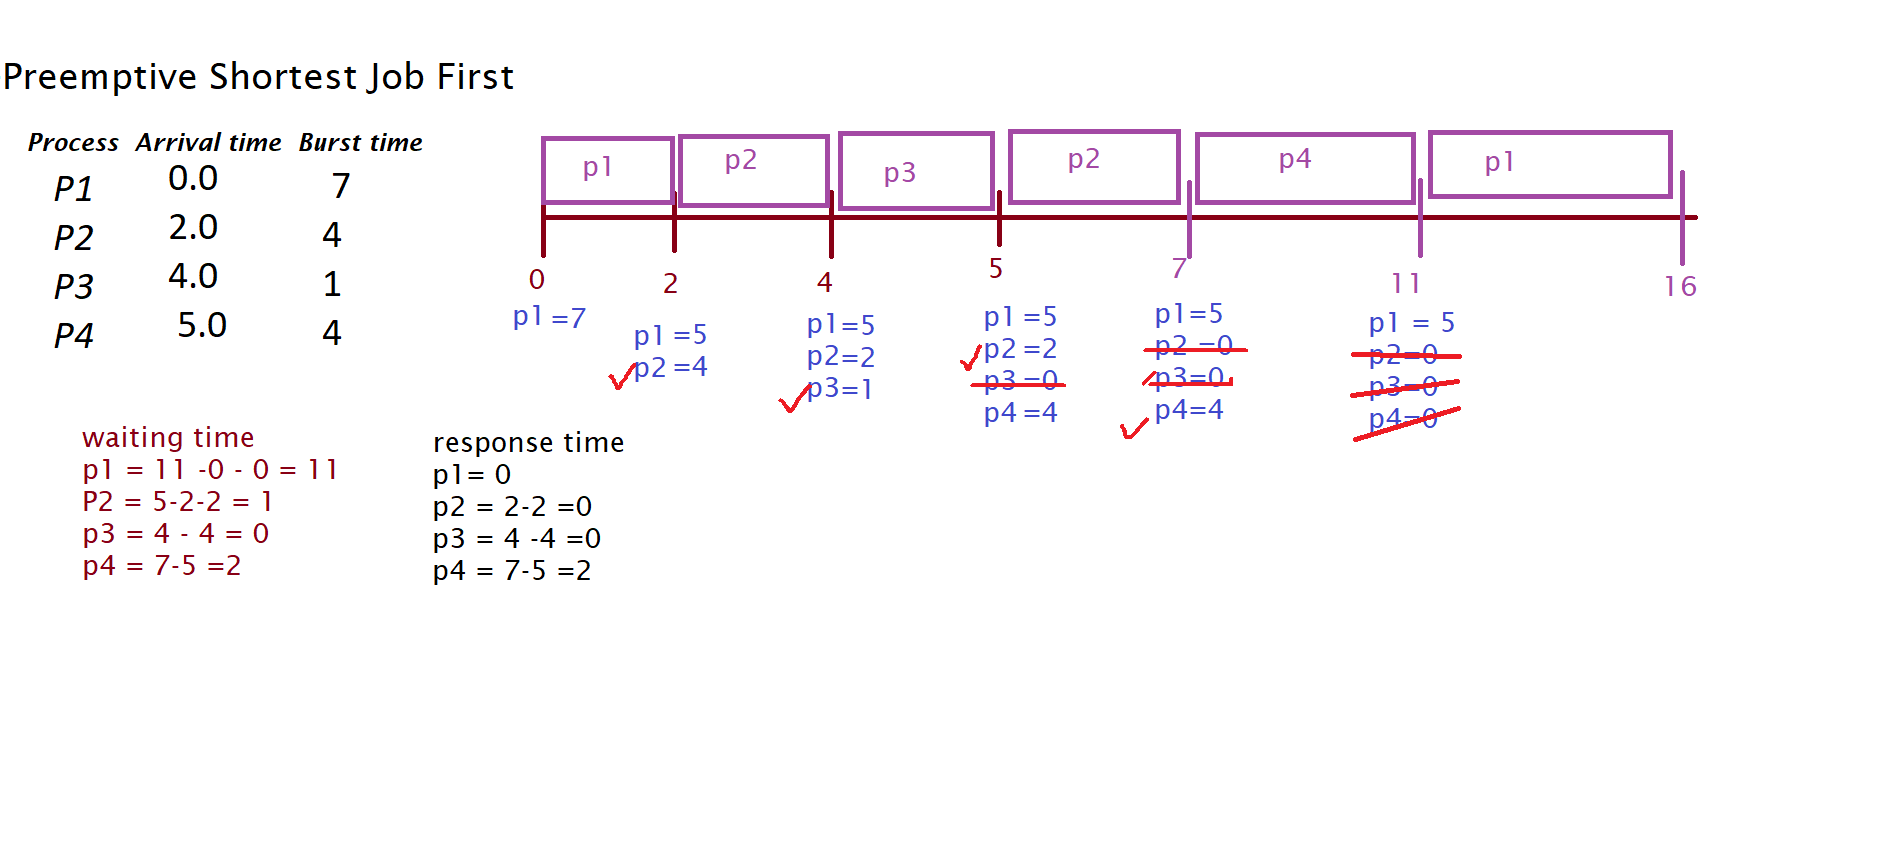 Preemptive Shortest Job First
Process Arrival time Burst time
P1 0.0 7
P2 2.0 4
P3 4.0 1
P4 5.0 4
p1 p2 p3 p2 p4 p1
0 2 4 5 7 11 16
p1 =7
p1 =5
p2 =4
p1=5
p2=2
p3=1
p1 =5
p2 =2
p3 =0
p4 =4
p1=5
p2 =0
p3=0
p4=4
p1 = 5
p2=0
p3=0
p4=0
waiting time
p1 = 11 -0 - 0 = 11
P2 = 5-2-2 = 1
p3 = 4 - 4 = 0
p4 = 7-5 =2
response time
p1= 0
p2 = 2-2 =0
p3 = 4 -4 =0
p4 = 7-5 =2